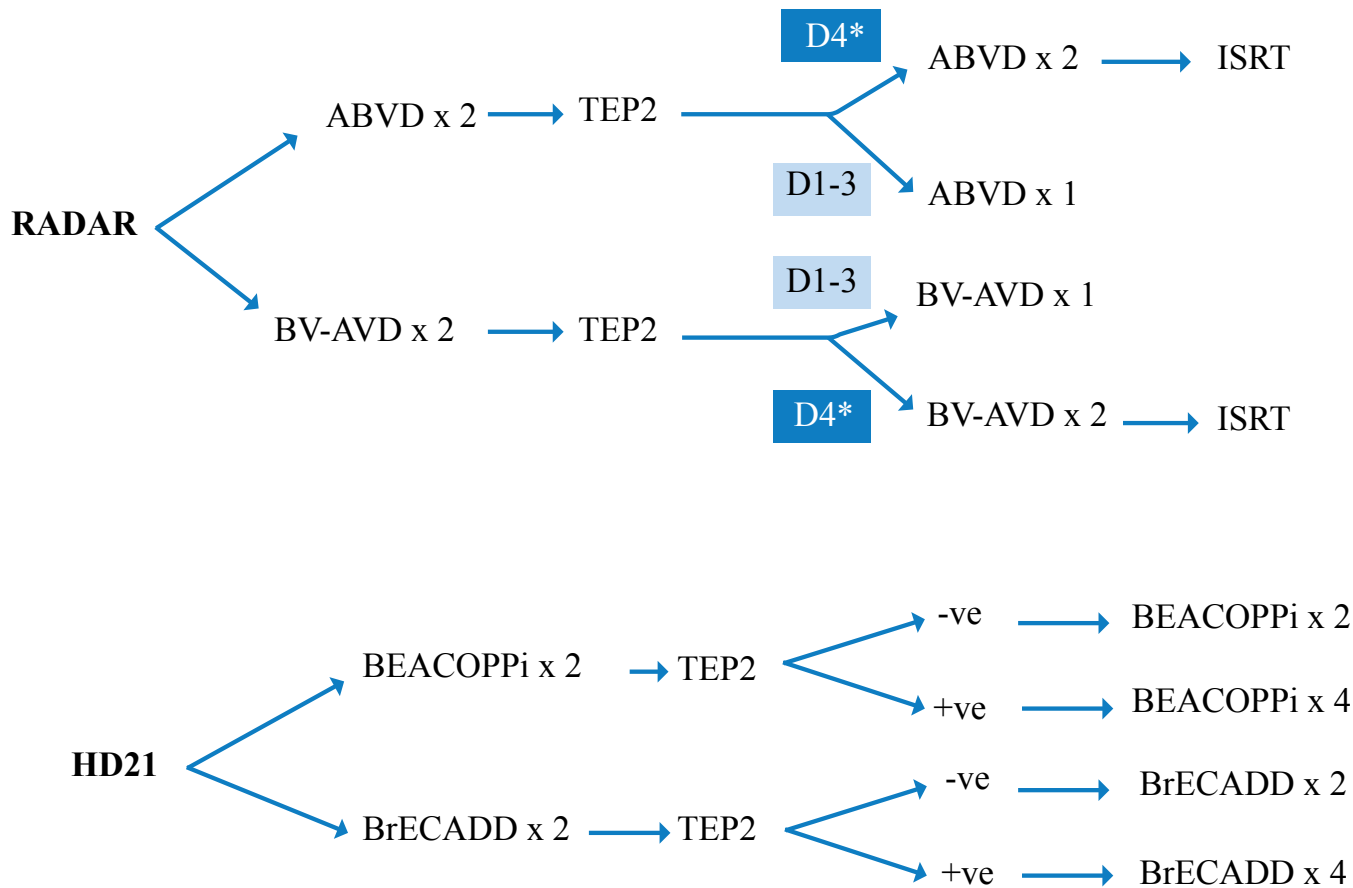 D4*
ABVD x 2 ISRT
ABVD x 2 TEP2
D1-3
ABVD x 1
RADAR
D1-3
BV-AVD x 1
BV-AVD x 2 TEP2
D4*
BV-AVD x 2 ISRT
-ve BEACOPPi x 2
BEACOPPi x 2 TEP2
+ve BEACOPPi x 4
HD21
-ve BrECADD x 2
BrECADD x 2 TEP2
+ve BrECADD x 4